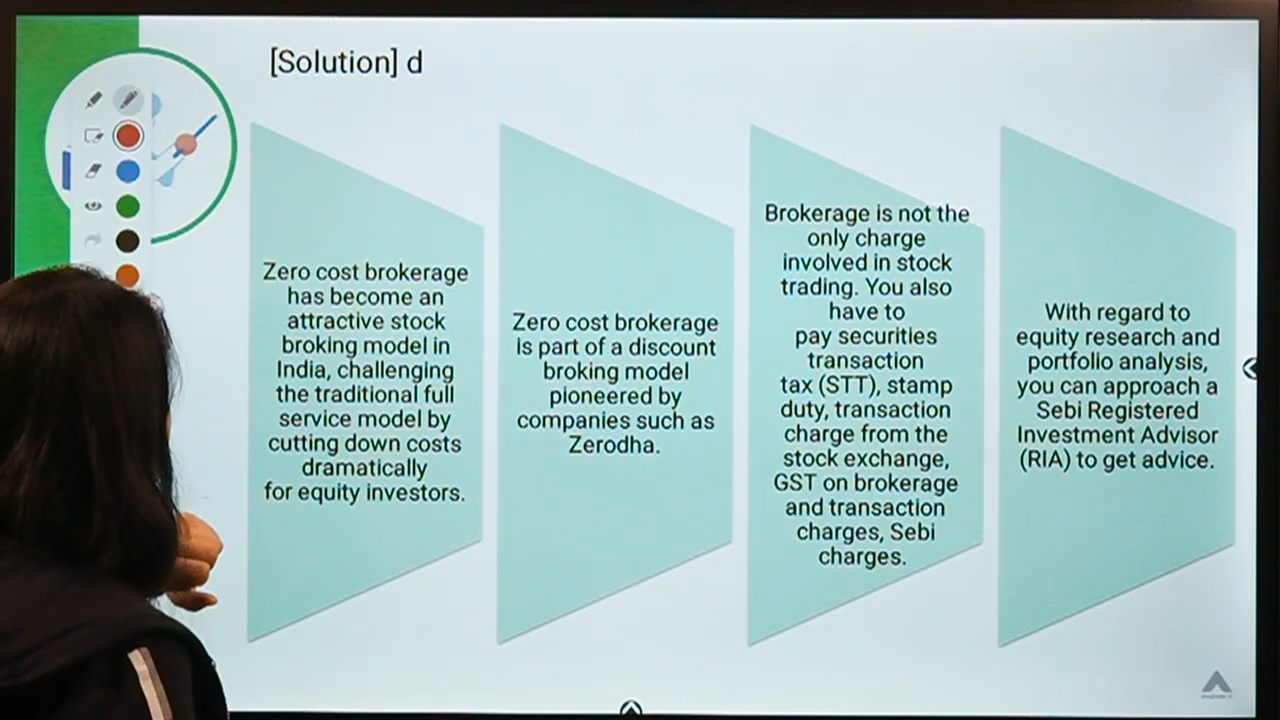 [Solution] d
Zero cost brokerage
has become an
attractive stock
broking model in
India, challenging
the traditional full
service model by
cutting down costs
dramatically
for equity investors.
Zero cost brokerage
is part of a discount
broking model
pioneered by
companies such as
Zerodha.
Brokerage is not the
only charge
involved in stock
trading. You also
have to
pay securities
transaction
tax (STT), stamp
duty, transaction
charge from the
stock exchange,
GST on brokerage
and transaction
charges, Sebi
charges.
With regard to
equity research and
portfolio analysis,
you can approach a
Sebi Registered
Investment Advisor
(RIA) to get advice.